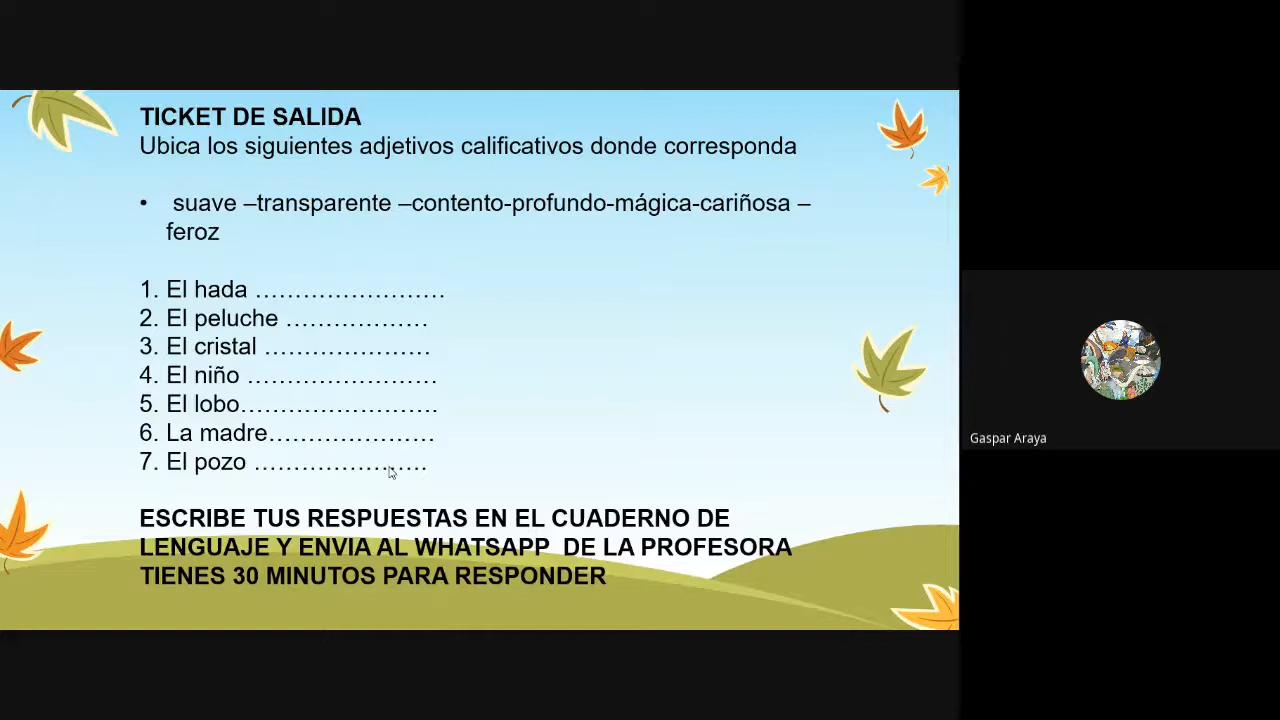 TICKET DE SALIDA
Ubica los siguientes adjetivos calificativos donde corresponda
• suave –transparente –contento-profundo-mágica-cariñosa –
feroz
1. El hada ……………………
2. El peluche ………………
3. El cristal …………………
4. El niño ……………………
5. El lobo…………………….
6. La madre…………………
7. El pozo ………………….
ESCRIBE TUS RESPUESTAS EN EL CUADERNO DE
LENGUAJE Y ENVIA AL WHATSAPP DE LA PROFESORA
TIENES 30 MINUTOS PARA RESPONDER
Gaspar Araya